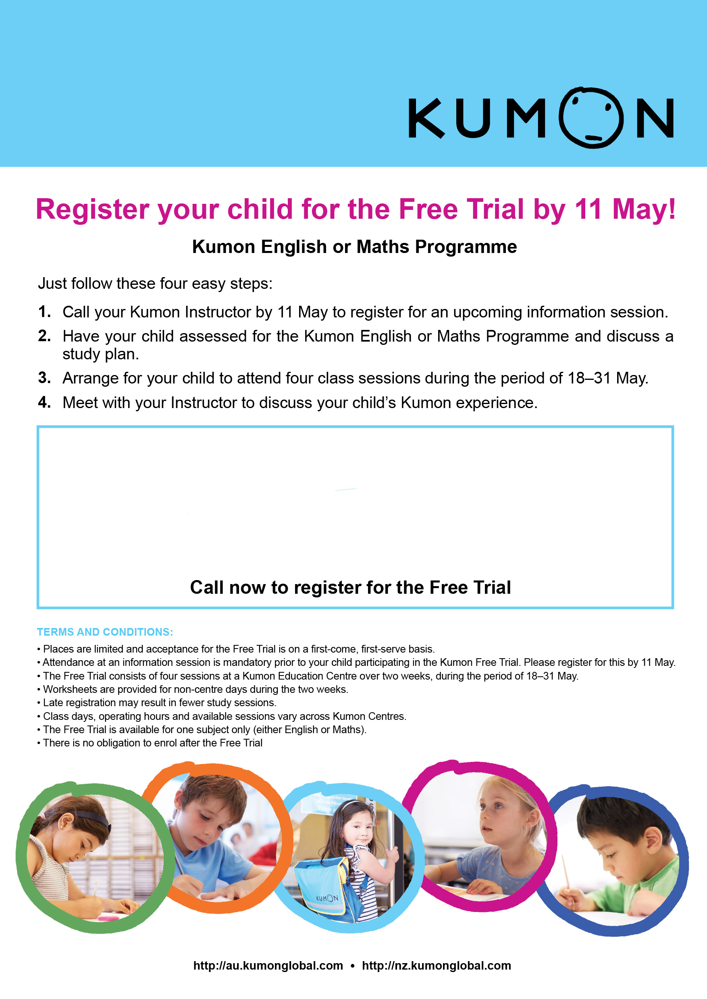 KUMON
Register your child for the Free Trial by 11 May!
Kumon English or Maths Programme
Just follow these four easy steps:
1. Call your Kumon Instructor by 11 May to register for an upcoming information session.
2. Have your child assessed for the Kumon English or Maths Programme and discuss a
study plan.
3. Arrange for your child to attend four class sessions during the period of 18–31 May.
4. Meet with your Instructor to discuss your child’s Kumon experience.
Call now to register for the Free Trial
TERMS AND CONDITIONS:
• Places are limited and acceptance for the Free Trial is on a first-come, first-serve basis.
• Attendance at an information session is mandatory prior to your child participating in the Kumon Free Trial. Please register for this by 11 May.
• The Free Trial consists of four sessions at a Kumon Education Centre over two weeks, during the period of 18–31 May.
• Worksheets are provided for non-centre days during the two weeks.
• Late registration may result in fewer study sessions.
• Class days, operating hours and available sessions vary across Kumon Centres.
• The Free Trial is available for one subject only (either English or Maths).
• There is no obligation to enrol after the Free Trial
Thank
KUMON
http://au.kumonglobal.com • http://nz.kumonglobal.com